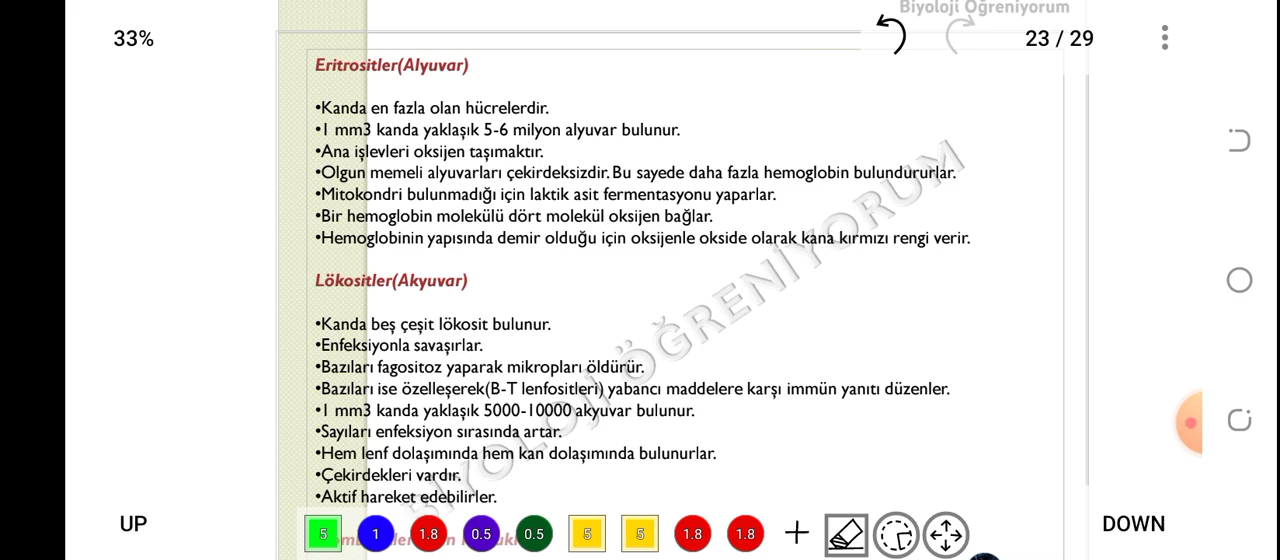 Biyoloji Öğreniyorum
33%
23 / 29
Eritrositler(Alyuvar)
•Kanda en fazla olan hücrelerdir.
•1 mm3 kanda yaklaşık 5-6 milyon alyuvar bulunur.
•Ana işlevleri oksijen taşımaktır.
•Olgun memeli alyuvarları çekirdeksizdir. Bu sayede daha fazla hemoglobin bulundururlar.
•Mitokondri bulunmadığı için laktik asit fermentasyonu yaparlar.
•Bir hemoglobin molekülü dört molekül oksijen bağlar.
•Hemoglobinin yapısında demir olduğu için oksijenle okside olarak kana kırmızı rengi verir.
Lökositler(Akyuvar)
•Kanda beş çeşit lökosit bulunur.
•Enfeksiyonla savaşırlar.
•Bazıları fagositoz yaparak mikropları öldürür.
•Bazıları ise özelleşerek(B-T lenfositleri) yabancı maddelere karşı immün yanıtı düzenler.
•1 mm3 kanda yaklaşık 5000-10000 akyuvar bulunur.
•Sayıları enfeksiyon sırasında artar.
•Hem lenf dolaşımında hem kan dolaşımında bulunurlar.
•Çekirdekleri vardır.
•Aktif hareket edebilirler.
BİYOLOJİ ÖĞRENİYORUM
UP
5 1 1.8 0.5 0.5 5 5 1.8 1.8
DOWN